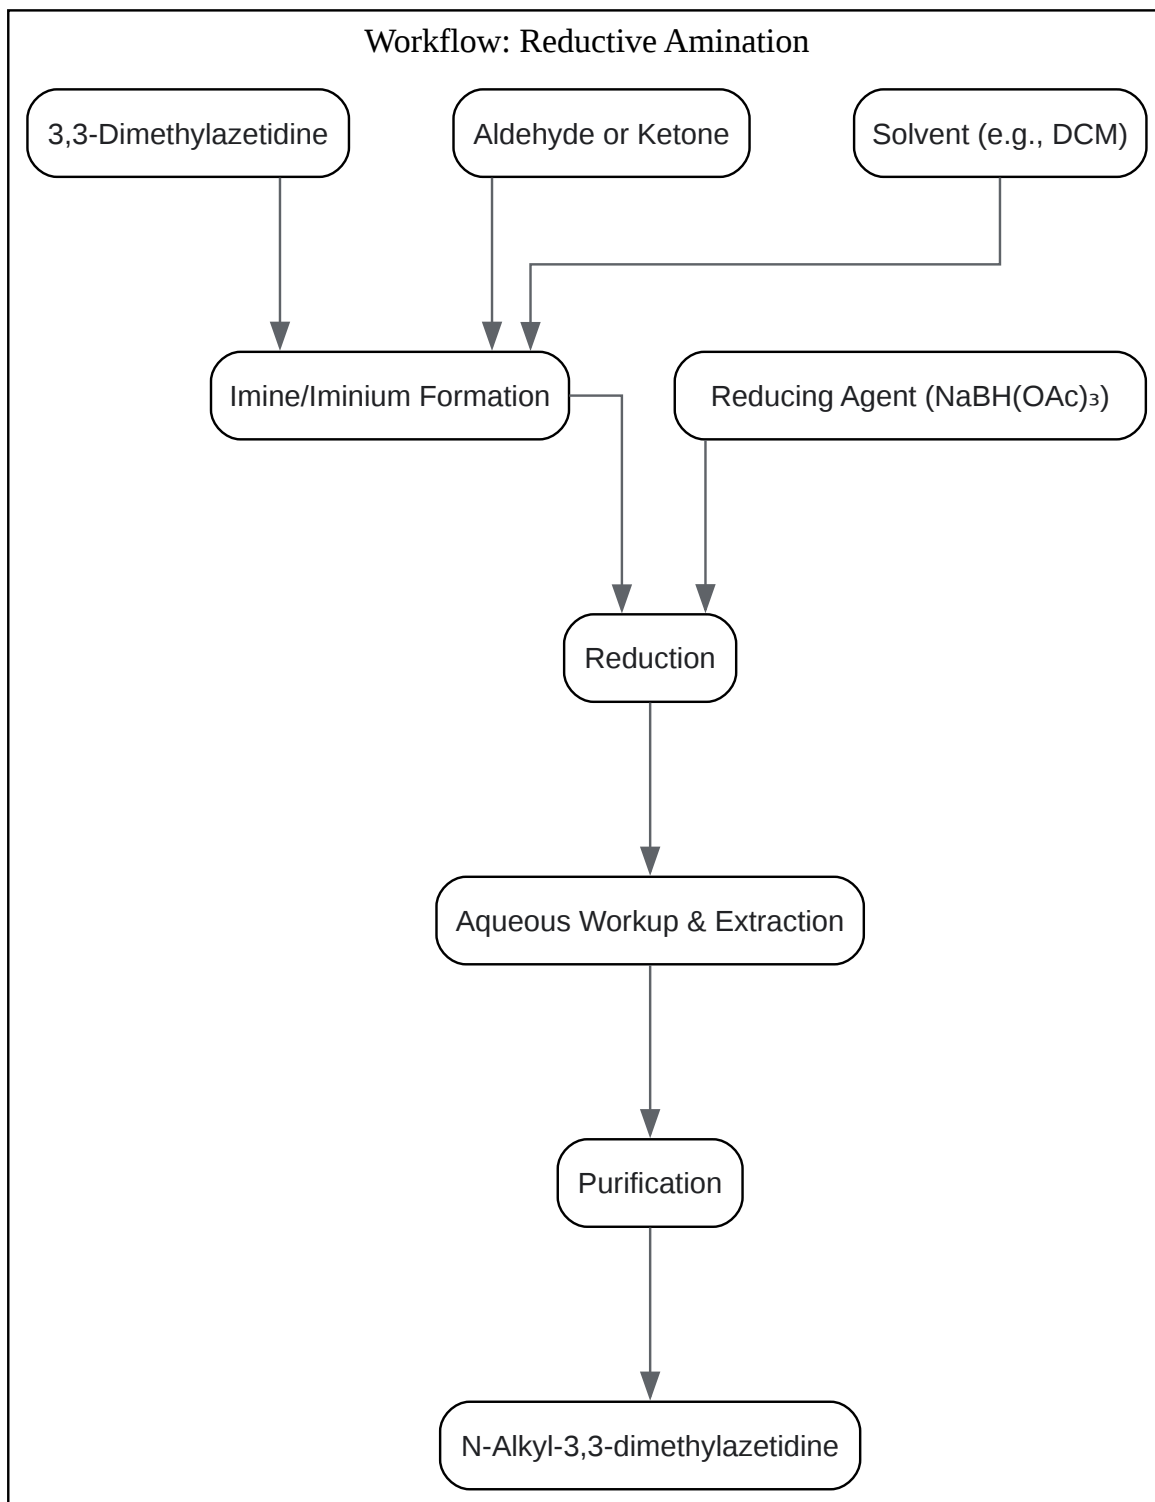 Workflow: Reductive Amination
3,3-Dimethylazetidine
Aldehyde or Ketone
Solvent (e.g., DCM)
Imine/Iminium Formation
Reducing Agent (NaBH(OAc)₃)
Reduction
Aqueous Workup & Extraction
Purification
N-Alkyl-3,3-dimethylazetidine